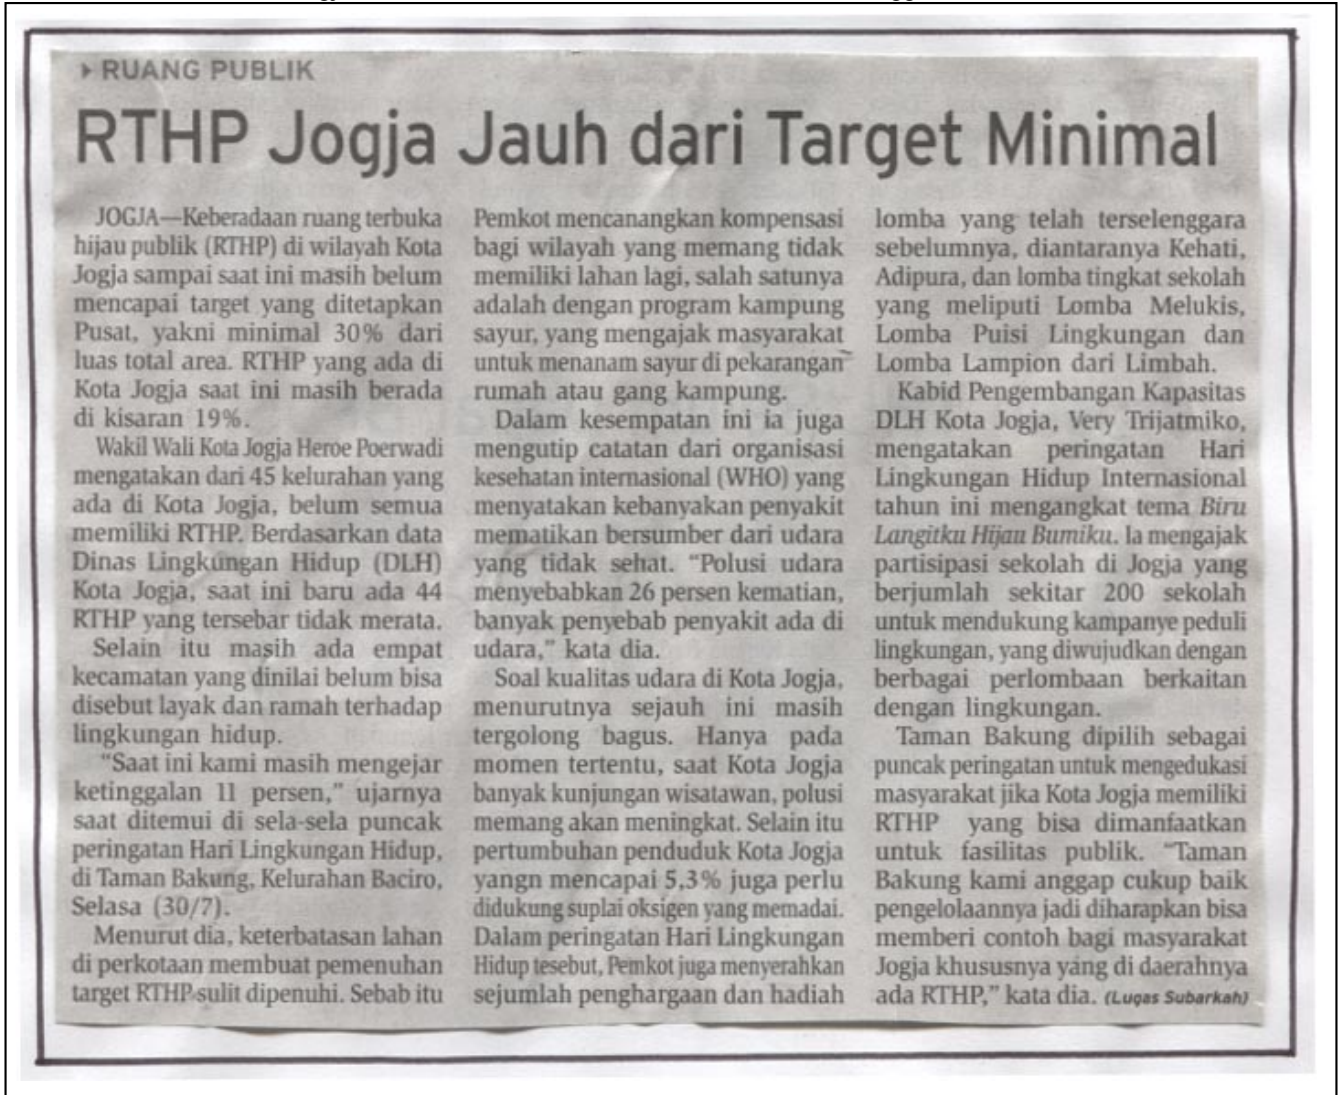 RUANG PUBLIK
RTHP Jogja Jauh dari Target Minimal
JOGJA—Keberadaan ruang terbuka
hijau publik (RTHP) di wilayah Kota
Jogja sampai saat ini masih belum
mencapai target yang ditetapkan
Pusat, yakni minimal 30% dari
luas total area. RTHP yang ada di
Kota Jogja saat ini masih berada
di kisaran 19%.
Wakil Wali Kota Jogja Heroe Poerwadi
mengatakan dari 45 kelurahan yang
ada di Kota Jogja, belum semua
memiliki RTHP. Berdasarkan data
Dinas Lingkungan Hidup (DLH)
Kota Jogja, saat ini baru ada 44
RTHP yang tersebar tidak merata.
Selain itu masih ada empat
kecamatan yang dinilai belum bisa
disebut layak dan ramah terhadap
lingkungan hidup.
"Saat ini kami masih mengejar
ketinggalan 11 persen," ujarnya
saat ditemui di sela-sela puncak
peringatan Hari Lingkungan Hidup,
di Taman Bakung, Kelurahan Baciro,
Selasa (30/7).
Menurut dia, keterbatasan lahan
di perkotaan membuat pemenuhan
target RTHP sulit dipenuhi. Sebab itu
Pemkot mencanangkan kompensasi
bagi wilayah yang memang tidak
memiliki lahan lagi, salah satunya
adalah dengan program kampung
sayur, yang mengajak masyarakat
untuk menanam sayur di pekarangan
rumah atau gang kampung.
Dalam kesempatan ini ia juga
mengutip catatan dari organisasi
kesehatan internasional (WHO) yang
menyatakan kebanyakan penyakit
mematikan bersumber dari udara
yang tidak sehat. "Polusi udara
menyebabkan 26 persen kematian,
banyak penyebab penyakit ada di
udara," kata dia.
Soal kualitas udara di Kota Jogja,
menurutnya sejauh ini masih
tergolong bagus. Hanya pada
momen tertentu, saat Kota Jogja
banyak kunjungan wisatawan, polusi
memang akan meningkat. Selain itu
pertumbuhan penduduk Kota Jogja
yangn mencapai 5,3% juga perlu
didukung suplai oksigen yang memadai.
Dalam peringatan Hari Lingkungan
Hidup tesebut, Pemkot juga menyerahkan
sejumlah penghargaan dan hadiah
lomba yang telah terselenggara
sebelumnya, diantaranya Kehati,
Adipura, dan lomba tingkat sekolah
yang meliputi Lomba Melukis,
Lomba Puisi Lingkungan dan
Lomba Lampion dari Limbah.
Kabid Pengembangan Kapasitas
DLH Kota Jogja, Very Trijatmiko,
mengatakan peringatan Hari
Lingkungan Hidup Internasional
tahun ini mengangkat tema Biru
Langitku Hijau Bumiku. Ia mengajak
partisipasi sekolah di Jogja yang
berjumlah sekitar 200 sekolah
untuk mendukung kampanye peduli
lingkungan, yang diwujudkan dengan
berbagai perlombaan berkaitan
dengan lingkungan.
Taman Bakung dipilih sebagai
puncak peringatan untuk mengedukasi
masyarakat jika Kota Jogja memiliki
RTHP yang bisa dimanfaatkan
untuk fasilitas publik. "Taman
Bakung kami anggap cukup baik
pengelolaannya jadi diharapkan bisa
memberi contoh bagi masyarakat
Jogja khususnya yang di daerahnya
ada RTHP," kata dia. (Lugas Subarkah)